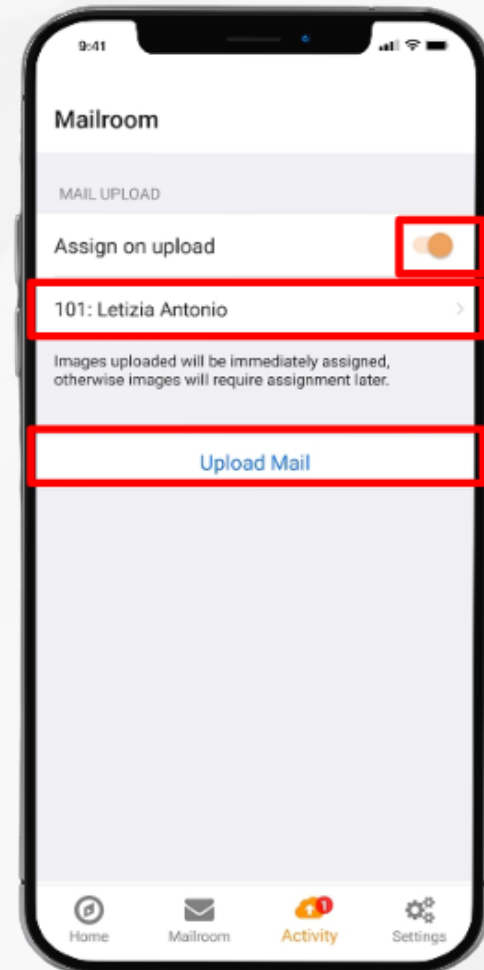 9:41
Mailroom
MAIL UPLOAD
Assign on upload
101: Letizia Antonio
Images uploaded will be immediately assigned,
otherwise images will require assignment later.
Upload Mail
1
Home Mailroom Activity Settings